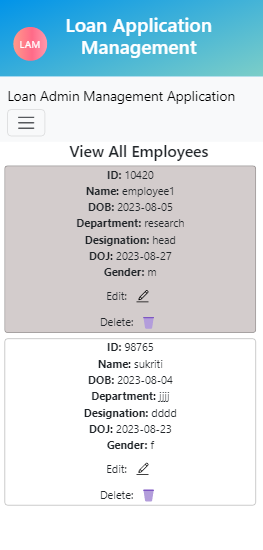 LAM
Loan Application
Management
Loan Admin Management Application
View All Employees
ID: 10420
Name: employee1
DOB: 2023-08-05
Department: research
Designation: head
DOJ: 2023-08-27
Gender: m
Edit:
Delete:
ID: 98765
Name: sukriti
DOB: 2023-08-04
Department: jjjj
Designation: dddd
DOJ: 2023-08-23
Gender: f
Edit:
Delete: